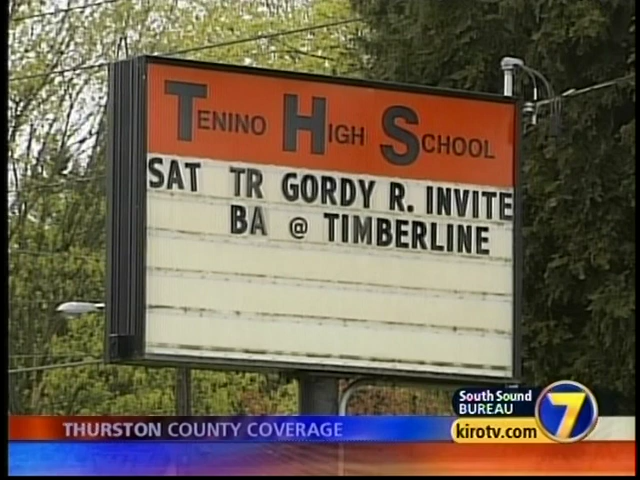 TENINO HIGH SCHOOL
SAT TR GORDY R. INVITE
BA @ TIMBERLINE
South Sound
BUREAU
7
THURSTON COUNTY COVERAGE
kirotv.com